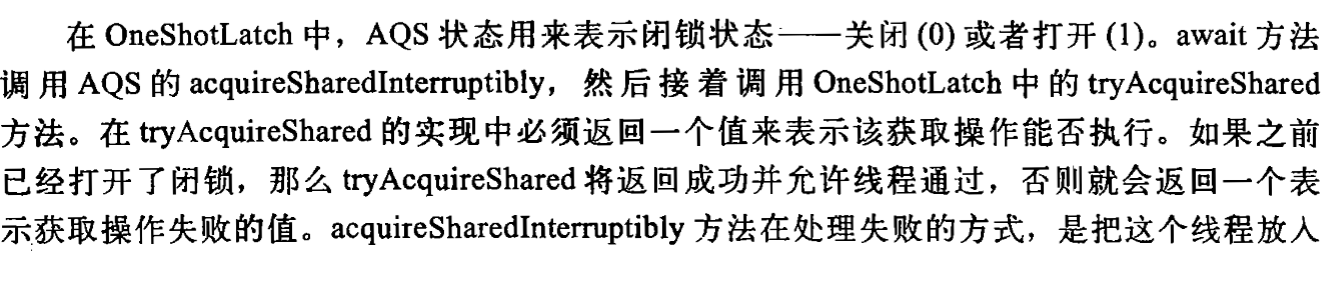 在 OneShotLatch 中，AQS 状态用来表示闭锁状态——关闭 (0) 或者打开 (1)。await 方法
调用 AQS 的 acquireSharedInterruptibly，然后接着调用 OneShotLatch 中的 tryAcquireShared
方法。在 tryAcquireShared 的实现中必须返回一个值来表示该获取操作能否执行。如果之前
已经打开了闭锁，那么 tryAcquireShared 将返回成功并允许线程通过，否则就会返回一个表
示获取操作失败的值。acquireSharedInterruptibly 方法在处理失败的方式，是把这个线程放入